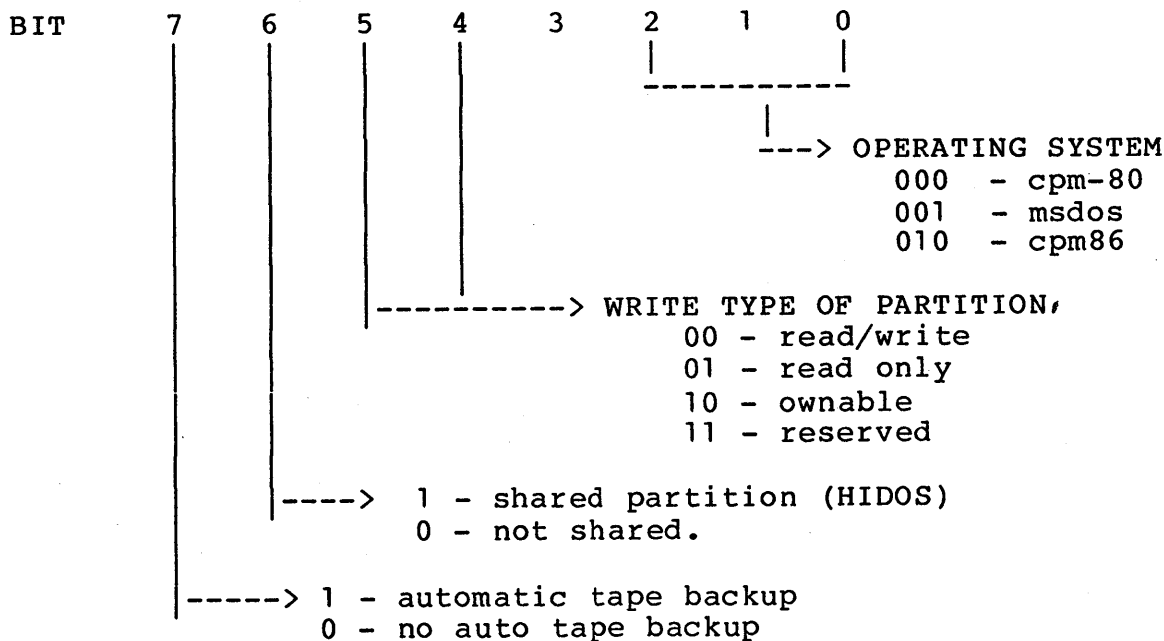 BIT 7 6 5 4 3 2 1 0
---> OPERATING SYSTEM
000 - cpm-80
001 - msdos
010 - cpm86
----------> WRITE TYPE OF PARTITION,
00 - read/write
01 - read only
10 - ownable
11 - reserved
----> 1 - shared partition (HIDOS)
0 - not shared.
-----> 1 - automatic tape backup
0 - no auto tape backup